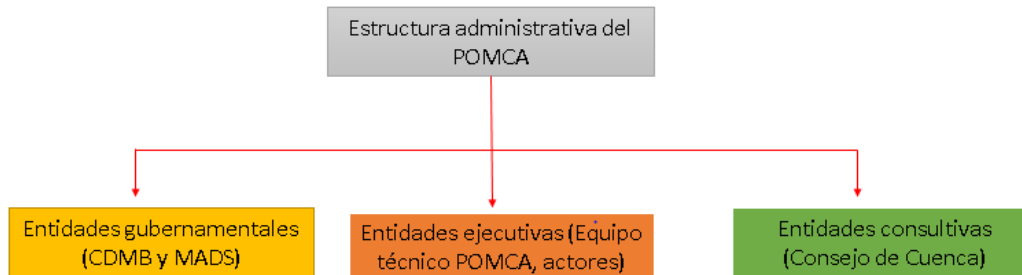 Estructura administrativa del
POMCA
Entidades gubernamentales
(CDMB y MADS)
Entidades ejecutivas (Equipo
técnico POMCA, actores)
Entidades consultivas
(Consejo de Cuenca)